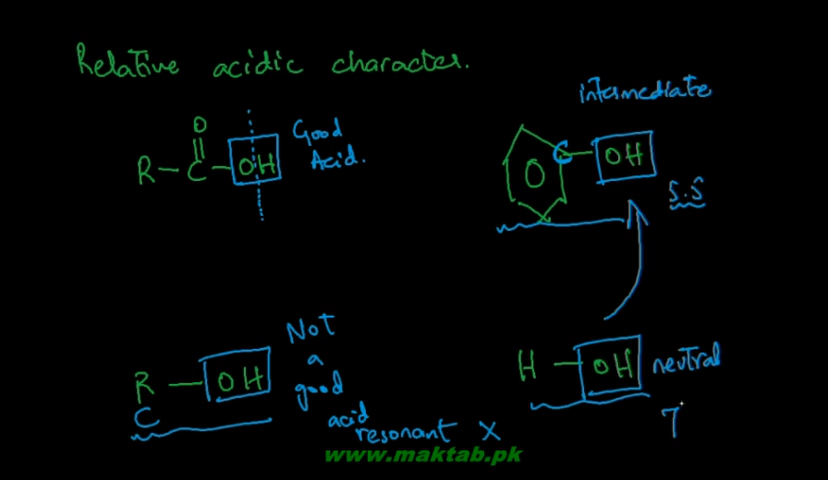 Relative acidic character.
intermediate
O
R-C-OH
Good
Acid.
O
C-OH
S.S
Not
a
good
acid
R-OH
C
H-OH
neutral
7
resonant X
www.maktab.pk